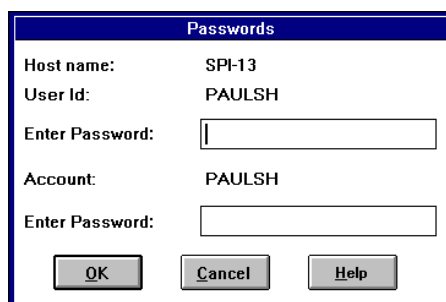 Passwords
Host name: SPI-13
User Id: PAULSH
Enter Password:
Account: PAULSH
Enter Password:
OK Cancel Help